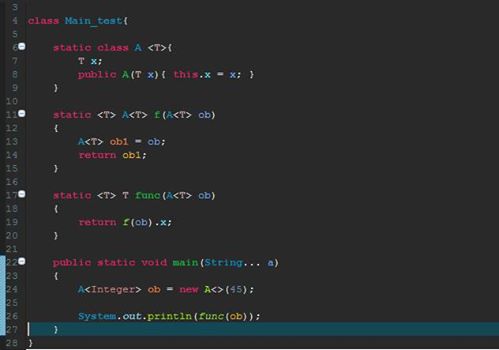 3
4 class Main_test{
5
6 static class A <T>{
7 T x;
8 public A(T x){ this.x = x; }
9 }
10
11 static <T> A<T> f(A<T> ob)
12 {
13 A<T> ob1 = ob;
14 return ob1;
15 }
16
17 static <T> T func(A<T> ob)
18 {
19 return f(ob).x;
20 }
21
22 public static void main(String... a)
23 {
24 A<Integer> ob = new A<>(45);
25
26 System.out.println(func(ob));
27 }
28 }